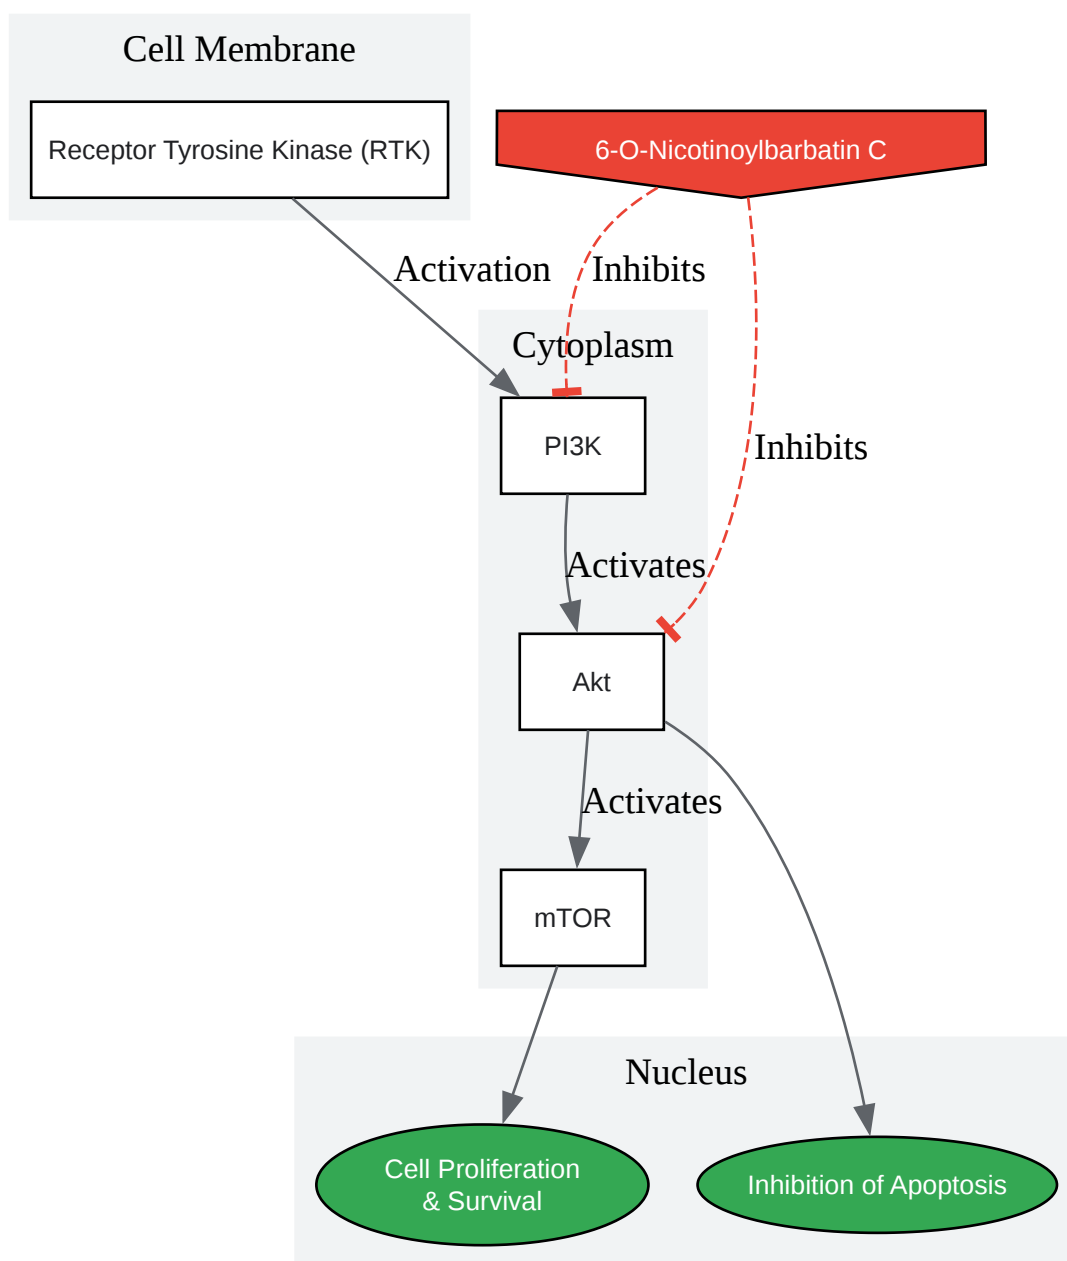 Cell Membrane
Receptor Tyrosine Kinase (RTK)
6-O-Nicotinoylbarbatin C
Activation
Inhibits
Cytoplasm
PI3K
Inhibits
Activates
Akt
Activates
mTOR
Nucleus
Cell Proliferation
& Survival
Inhibition of Apoptosis